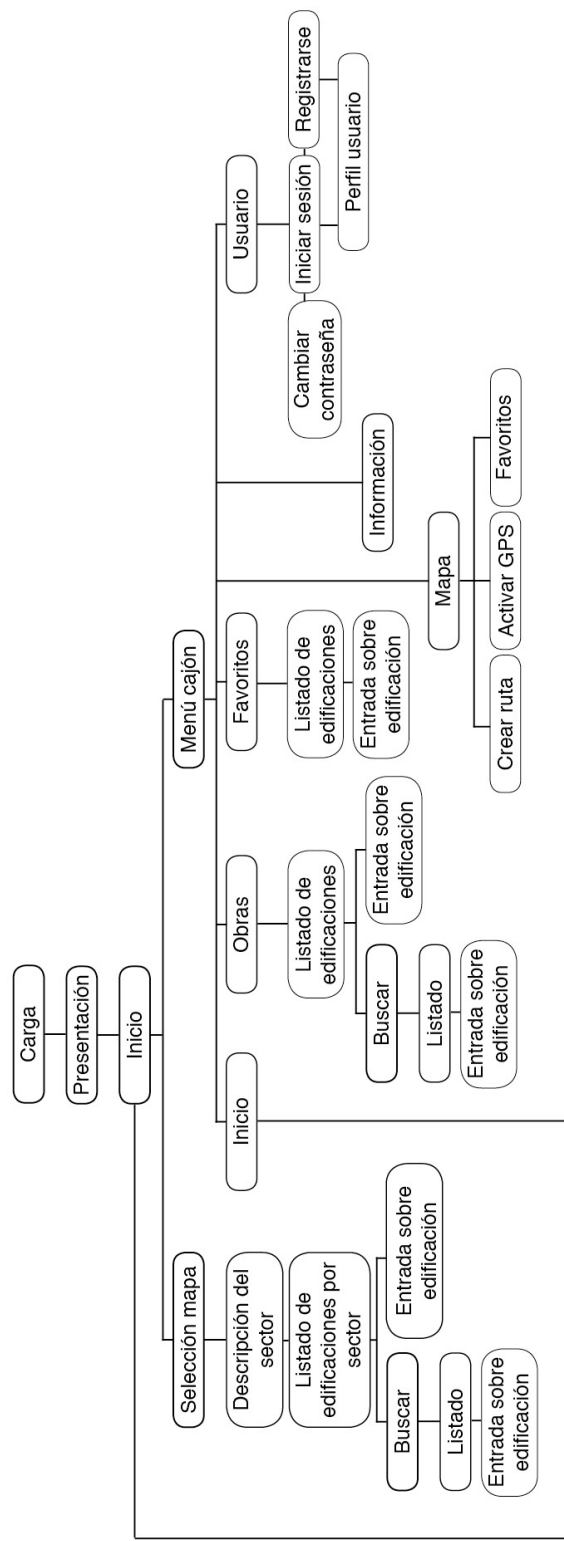 Carga
Presentación
Inicio
Selección mapa
Menú cajón
Descripción del
sector
Inicio
Obras
Favoritos
Usuario
Listado de
edificaciones por
sector
Listado de
edificaciones
Listado de
edificaciones
Cambiar
contraseña
Iniciar sesión
Registrarse
Buscar
Entrada sobre
edificación
Buscar
Entrada sobre
edificación
Entrada sobre
edificación
Información
Perfil usuario
Listado
Listado
Mapa
Entrada sobre
edificación
Entrada sobre
edificación
Crear ruta
Activar GPS
Favoritos